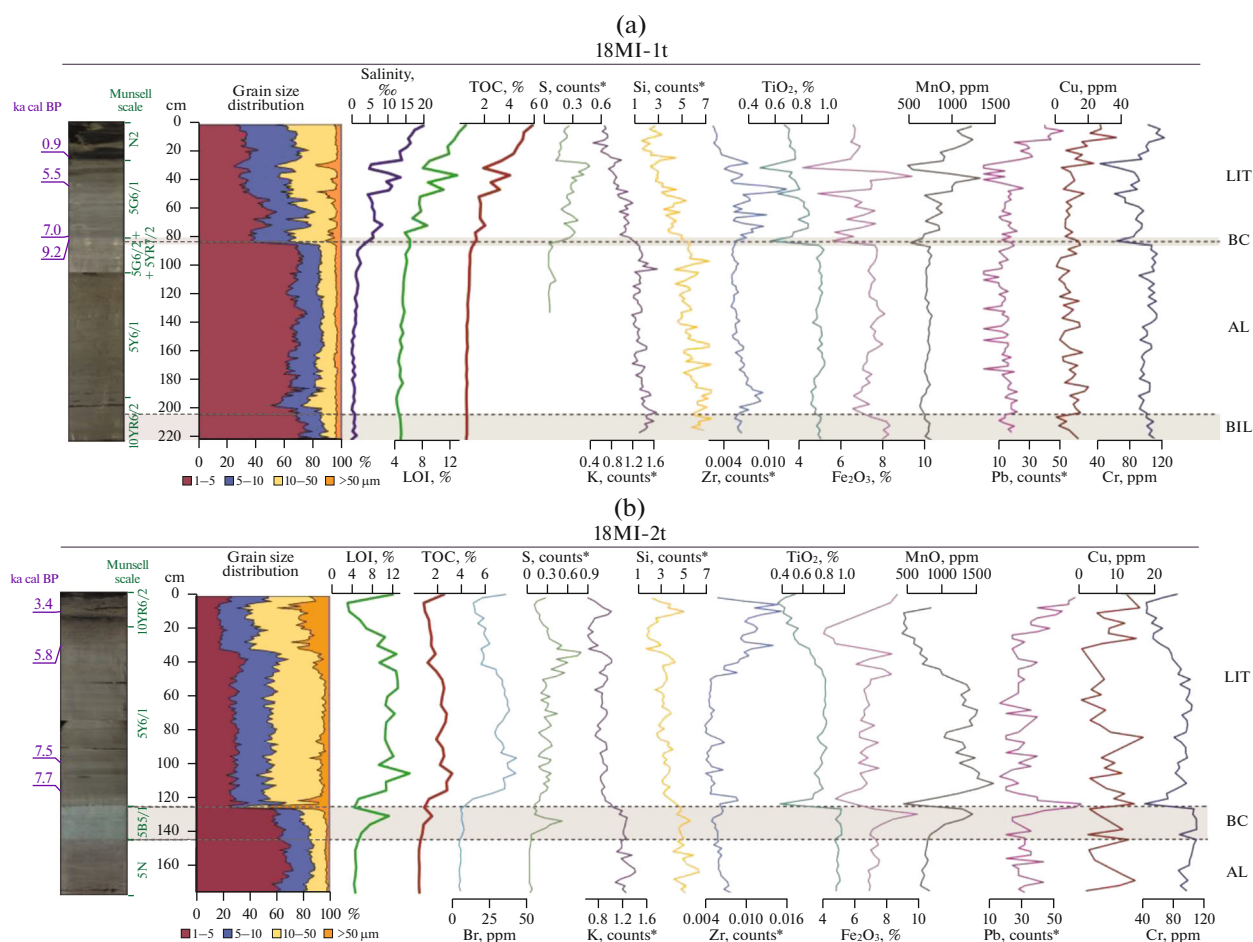 (a)
18MI-1t
ka cal BP
Munsell scale
cm
Grain size distribution
Salinity, ‰
0 5 10 15 20
TOC, %
2 4 6
S, counts*
0 0.3 0.6
Si, counts*
1 3 5 7
TiO2, %
0.4 0.6 0.8 1.0
MnO, ppm
500 1000 1500
Cu, ppm
0 20 40
0.9
5.5
7.0
9.2
N2
5G6/1
5G6/2 + + 5YR7/2
5Y6/1
10YR6/2
0
20
40
60
80
100
120
140
160
180
200
220
LIT
BC
AL
BIL
0 20 40 60 80 100 %
1–5 5–10 10–50 >50 μm
4 8 12
LOI, %
0.4 0.8 1.2 1.6
K, counts*
0.004 0.010
Zr, counts*
4 6 8 10
Fe2O3, %
10 30 50
Pb, counts*
40 80 120
Cr, ppm
(b)
18MI-2t
ka cal BP
Munsell scale
cm
Grain size distribution
LOI, %
0 4 8 12
TOC, %
2 4 6
S, counts*
0 0.3 0.6 0.9
Si, counts*
1 3 5 7
TiO2, %
0.4 0.6 0.8 1.0
MnO, ppm
500 1000 1500
Cu, ppm
0 10 20
3.4
5.8
7.5
7.7
10YR6/2
5Y6/1
5B5/1
5N
0
20
40
60
80
100
120
140
160
LIT
BC
AL
0 20 40 60 80 100 %
1–5 5–10 10–50 >50 μm
0 25 50
Br, ppm
0.8 1.2 1.6
K, counts*
0.004 0.010 0.016
Zr, counts*
4 6 8 10
Fe2O3, %
10 30 50
Pb, counts*
40 80 120
Cr, ppm